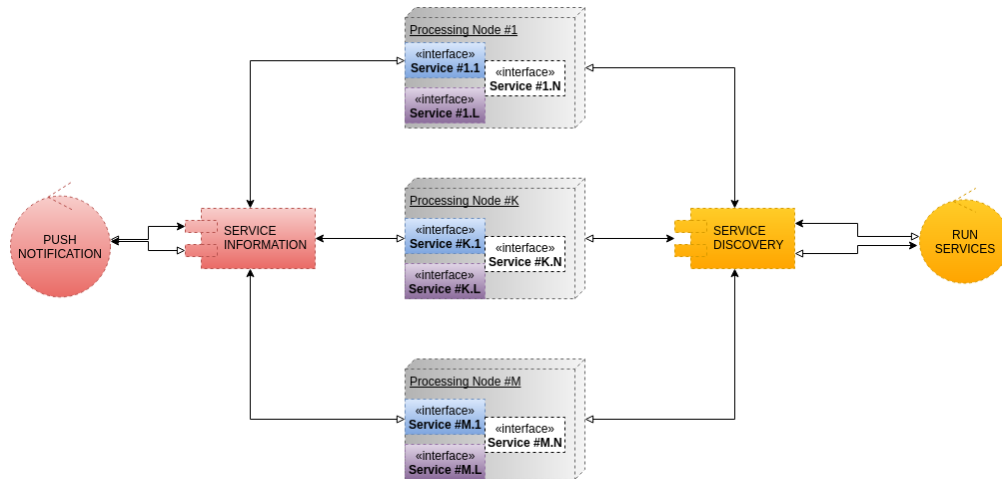 Processing Node #1
«interface»
Service #1.1
«interface»
Service #1.N
«interface»
Service #1.L
PUSH
NOTIFICATION
SERVICE
INFORMATION
Processing Node #K
«interface»
Service #K.1
«interface»
Service #K.N
«interface»
Service #K.L
SERVICE
DISCOVERY
RUN
SERVICES
Processing Node #M
«interface»
Service #M.1
«interface»
Service #M.N
«interface»
Service #M.L